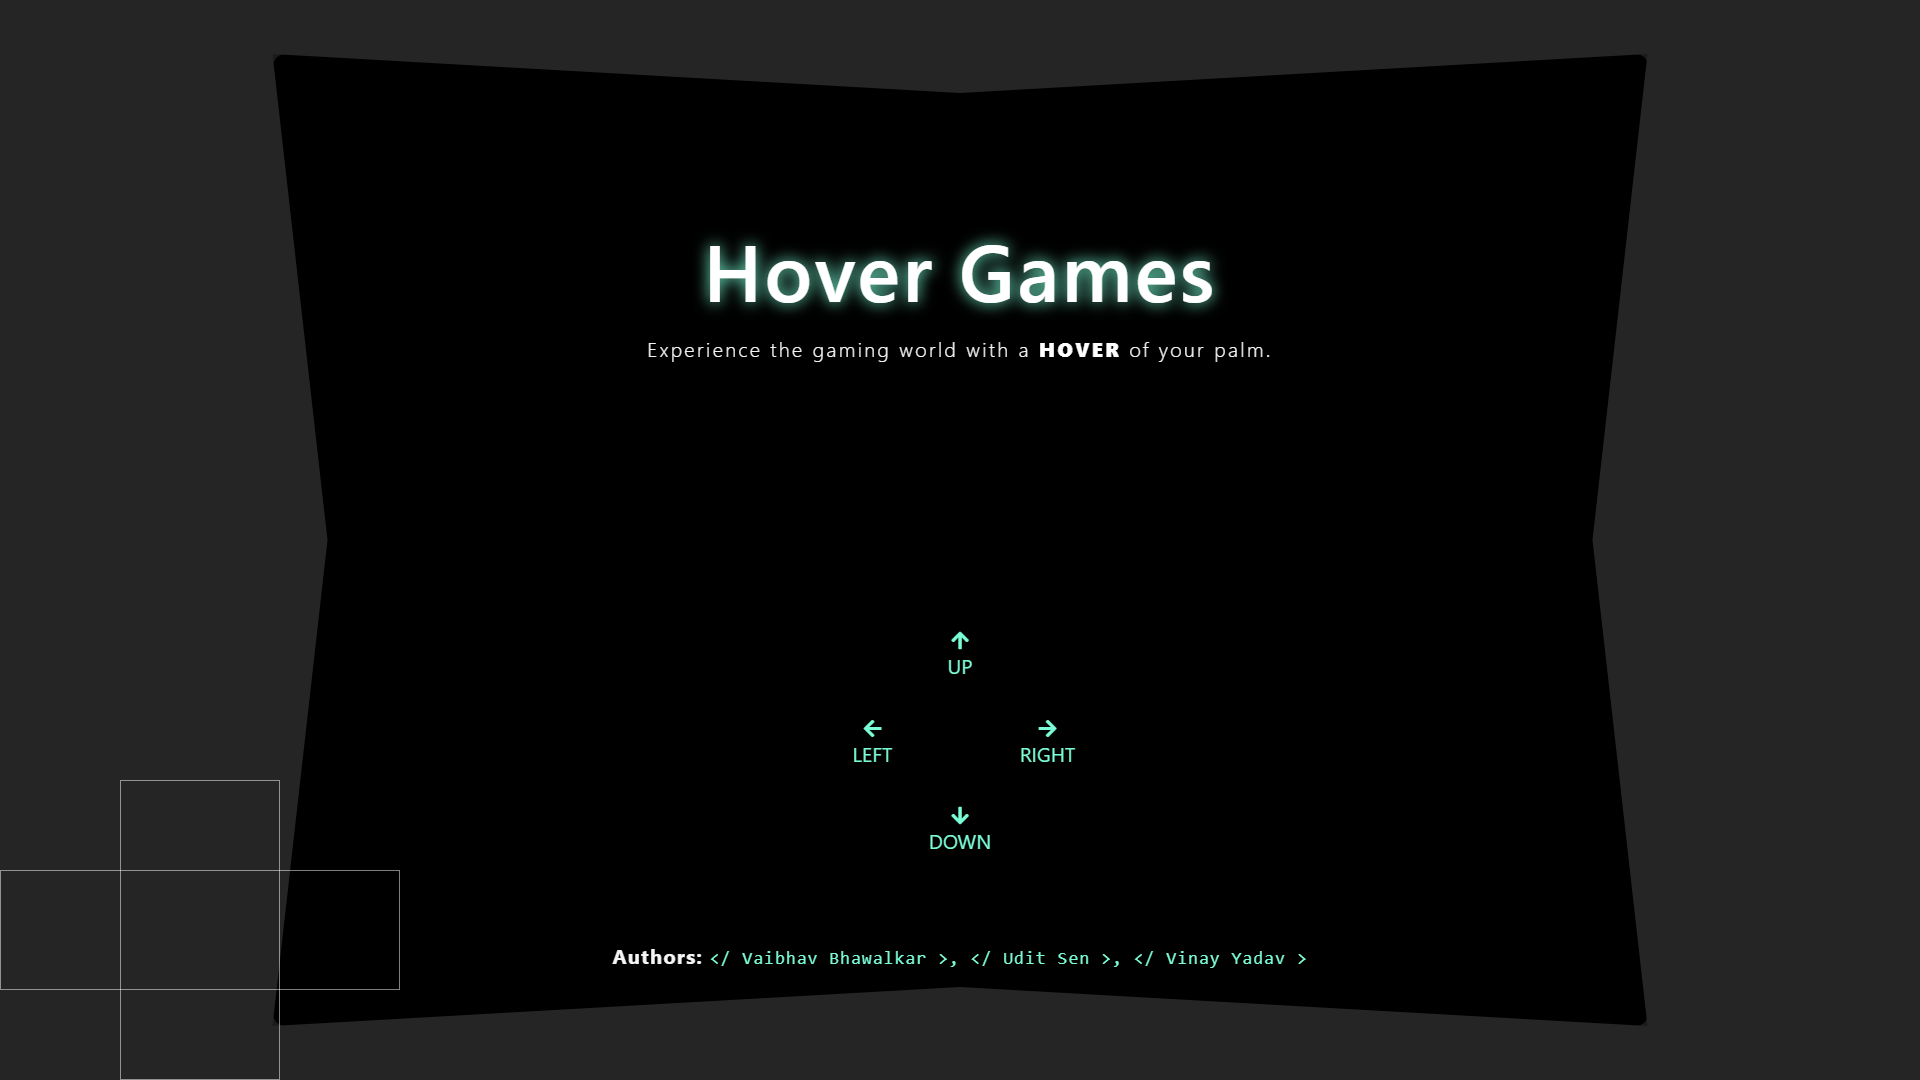 Hover Games
Experience the gaming world with a HOVER of your palm.
UP
LEFT RIGHT
DOWN
Authors: </ Vaibhav Bhawalkar >, </ Udit Sen >, </ Vinay Yadav >